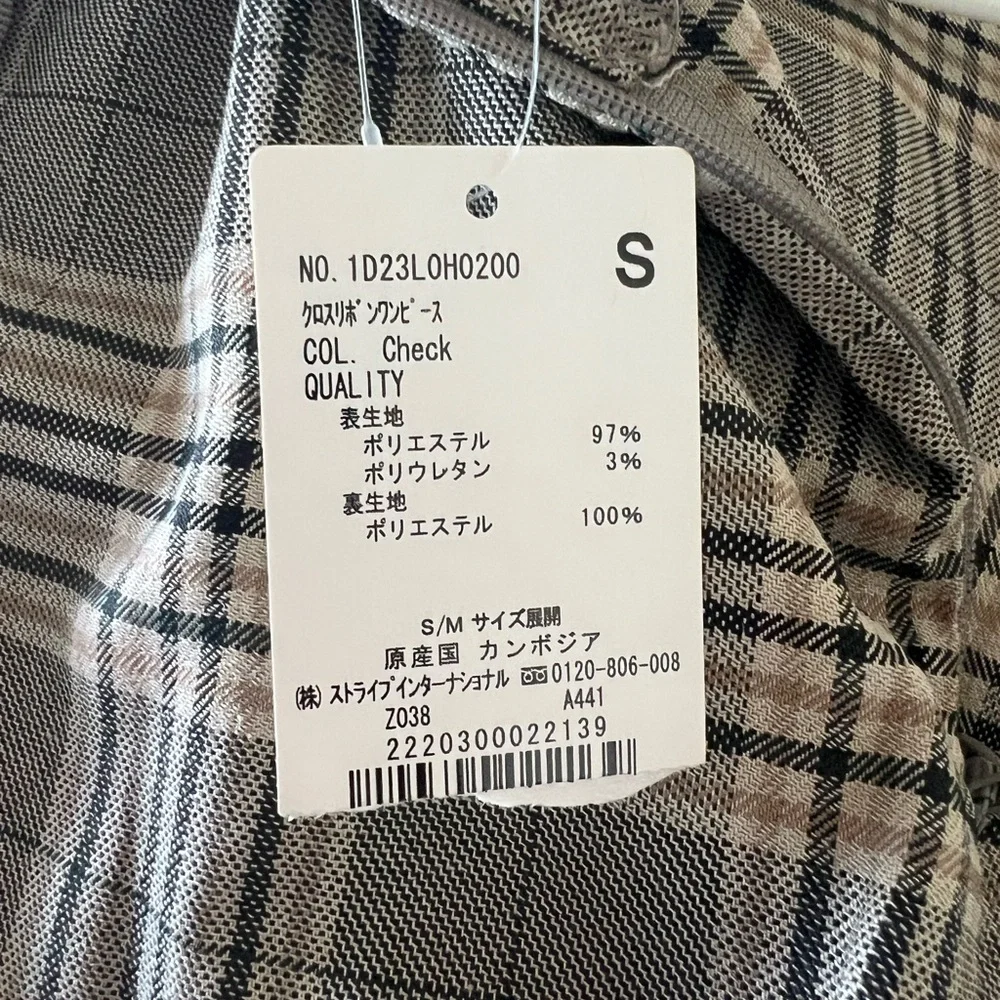 S
NO. 1D23L0H0200
クロスリボンワンピース
COL. Check
QUALITY
表生地
ポリエステル 97%
ポリウレタン 3%
裏生地
ポリエステル 100%
S/M サイズ展開
原産国 カンボジア
(株) ストライプインターナショナル 0120-806-008
Z038 A441
2220300022139